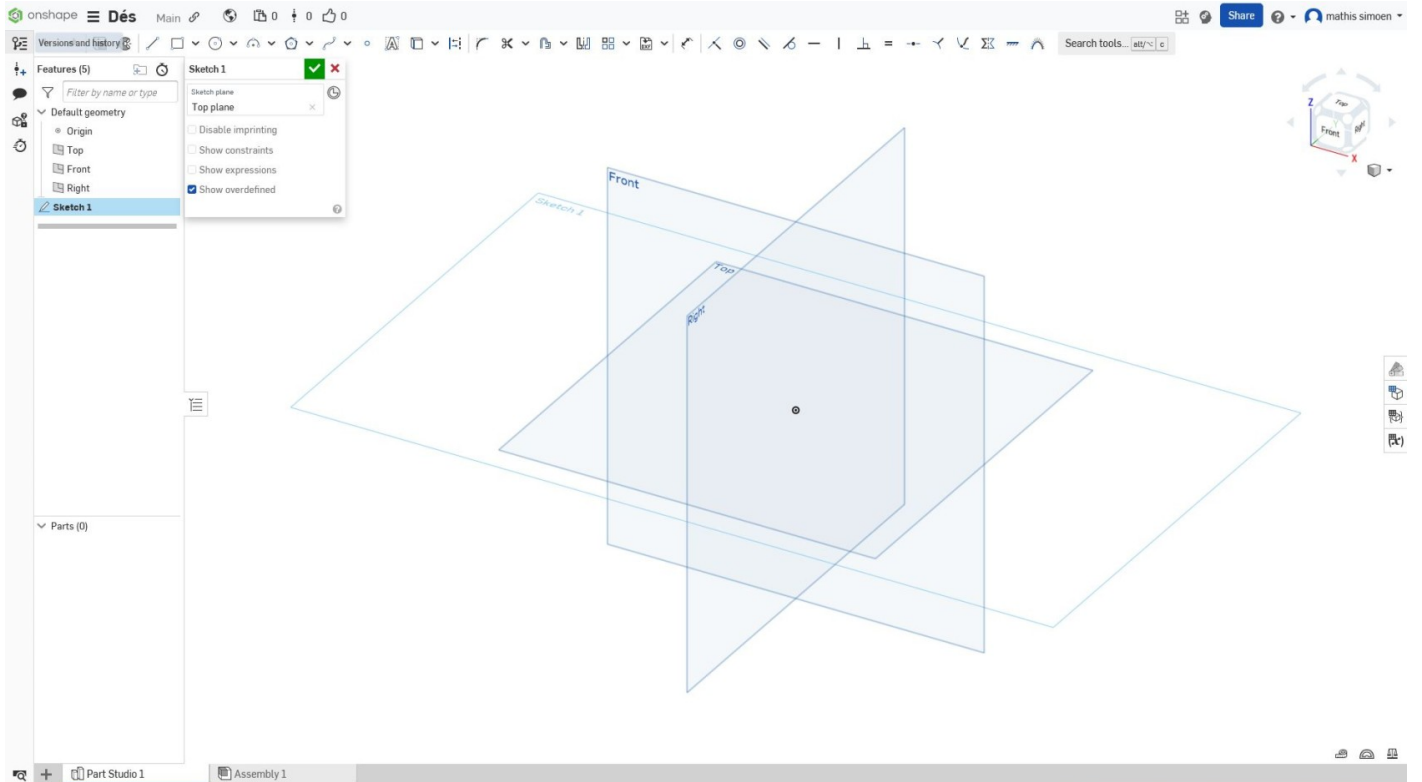 onshape Dés Main 0 0 0 Share mathis simoen
Versions and history Search tools... alt/⌥ c
Features (5)
Filter by name or type
Default geometry
Origin
Top
Front
Right
Sketch 1
Sketch 1
Sketch plane
Top plane
Disable imprinting
Show constraints
Show expressions
Show overdefined
Front
Sketch 1
Top
Right
Z
Top
Front
Right
X
Parts (0)
Part Studio 1
Assembly 1